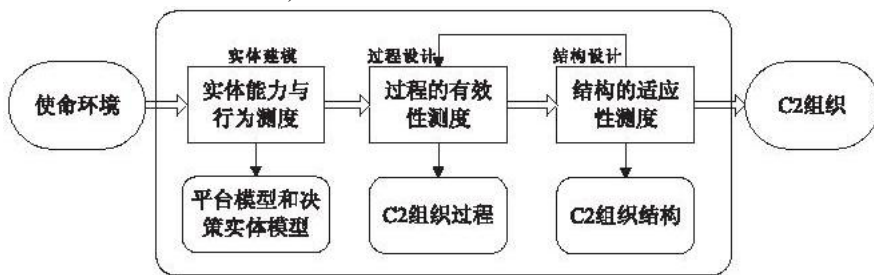 实体建模
过程设计
结构设计
使命环境
实体能力与
行为测度
过程的有效
性测度
结构的适应
性测度
C2组织
平台模型和决
策实体模型
C2组织过程
C2组织结构